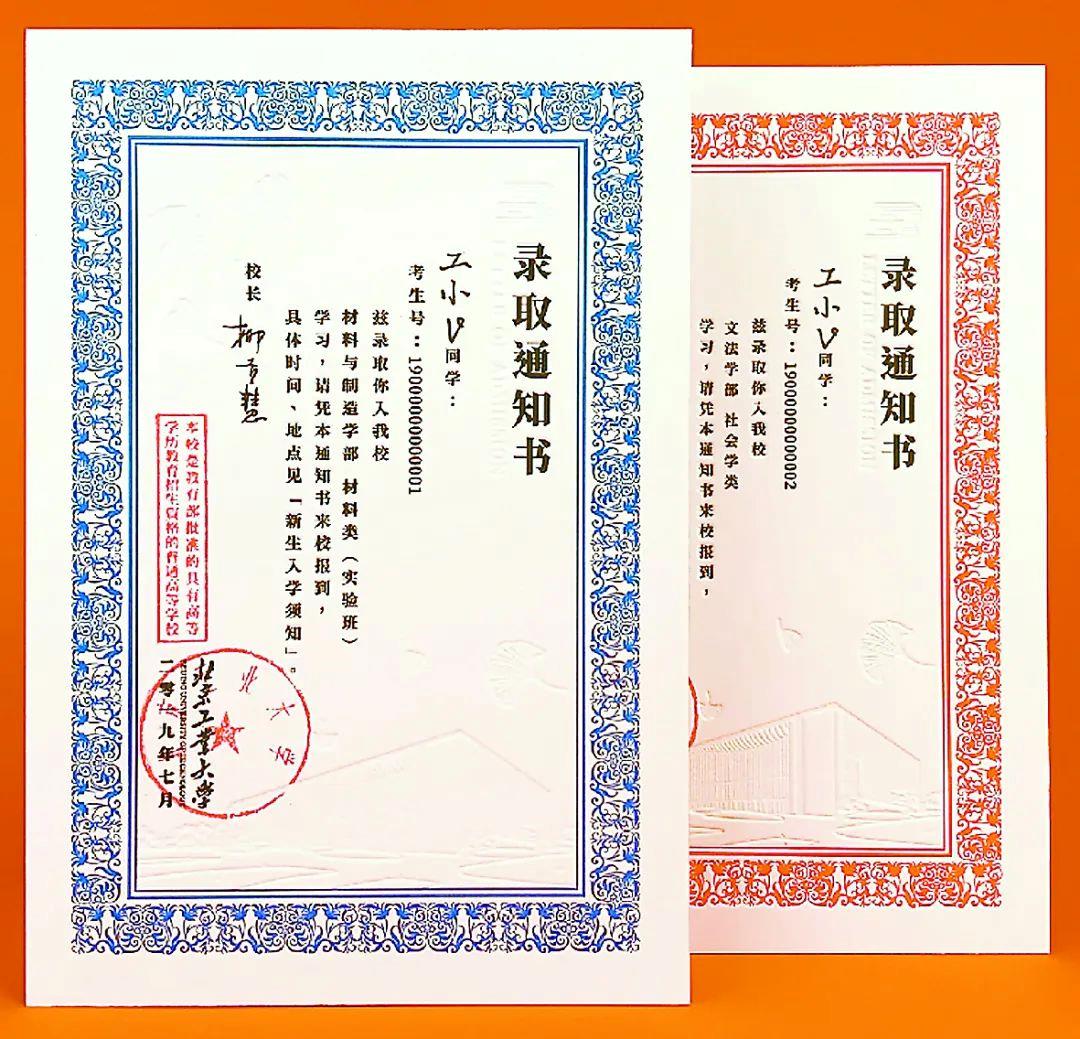 录取通知书
工小V同学：
考生号：19000000000001
兹录取你入我校
材料与制造学部 材料类（实验班）
学习，请凭本通知书来校报到，
具体时间、地点见「新生入学须知」。
校长
柳贡慧
本校是教育部批准的具有高等
学历教育招生资格的普通高等学校
北京工业大学
BEIJING UNIVERSITY OF TECHNOLOGY
二零一九年七月
录取通知书
工小V同学：
考生号：19000000000002
兹录取你入我校
文法学部 社会学类
学习，请凭本通知书来校报到，